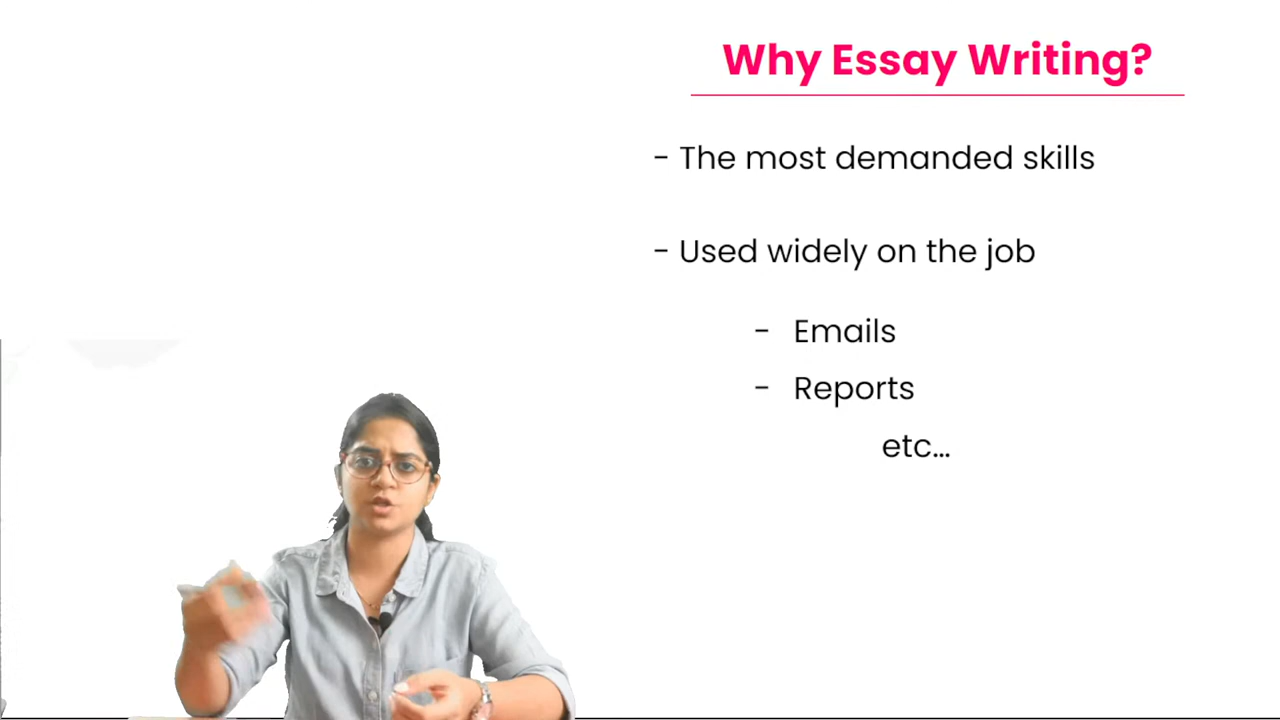 Why Essay Writing?
- The most demanded skills
- Used widely on the job
- Emails
- Reports
etc...